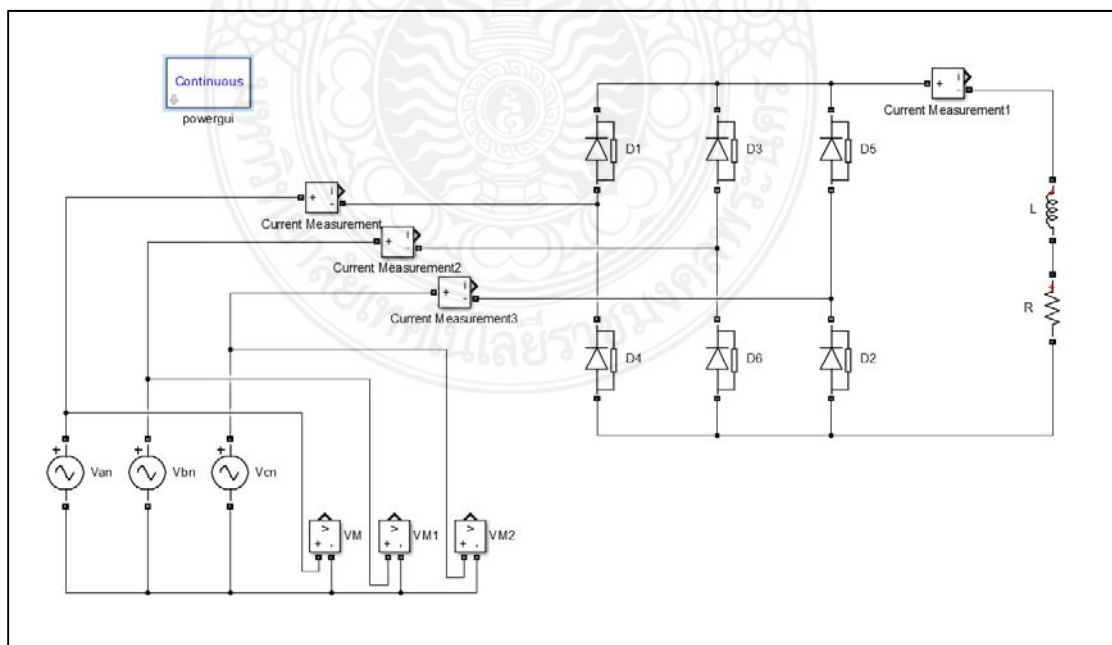 Continuous
powergui
i
+
-
Current Measurement1
D1
D3
D5
i
+
-
Current Measurement
i
+
-
Current Measurement2
i
+
-
Current Measurement3
L
+
R
+
D4
D6
D2
+
Van
+
Vbn
+
Vcn
v
+ -
VM
v
+ -
VM1
v
+ -
VM2